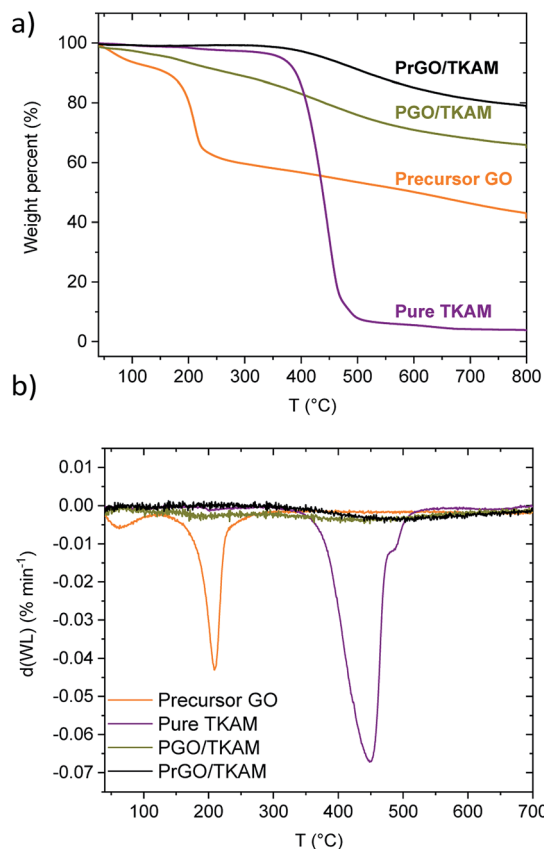 a)
100
80
60
40
20
0
Weight percent (%)
PrGO/TKAM
PGO/TKAM
Precursor GO
Pure TKAM
100 200 300 400 500 600 700 800
T (°C)
b)
0.01
0.00
-0.01
-0.02
-0.03
-0.04
-0.05
-0.06
-0.07
d(WL) (% min⁻¹)
Precursor GO
Pure TKAM
PGO/TKAM
PrGO/TKAM
100 200 300 400 500 600 700
T (°C)